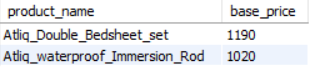 product_name base_price
Atliq_Double_Bedsheet_set 1190
Atliq_waterproof_Immersion_Rod 1020